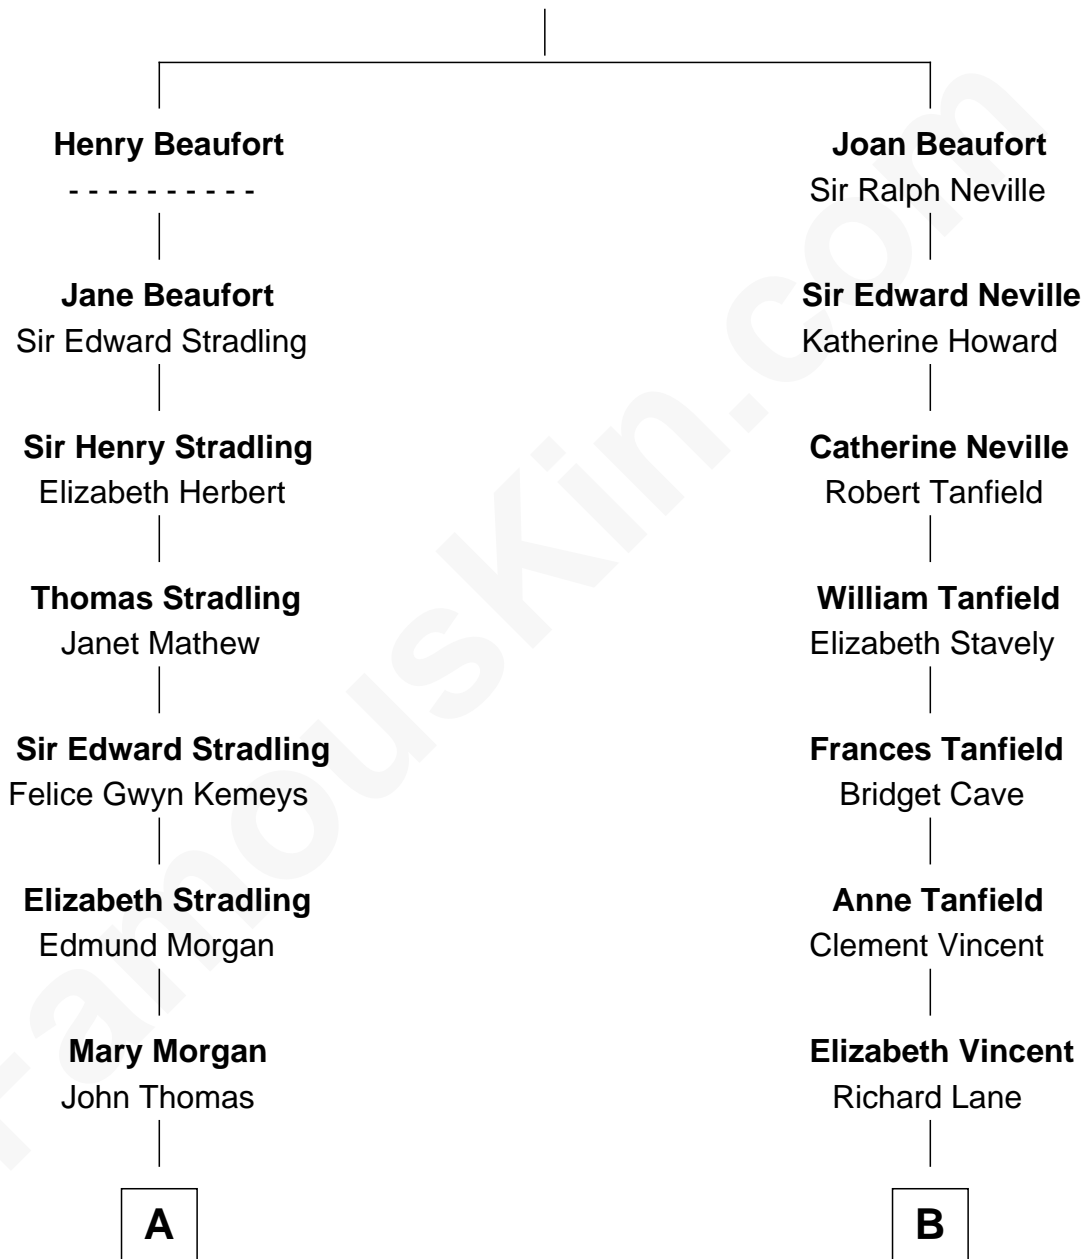 Henry Beaufort
- - - - - - - - - -
Jane Beaufort
Sir Edward Stradling
Sir Henry Stradling
Elizabeth Herbert
Thomas Stradling
Janet Mathew
Sir Edward Stradling
Felice Gwyn Kemeys
Elizabeth Stradling
Edmund Morgan
Mary Morgan
John Thomas
A
Joan Beaufort
Sir Ralph Neville
Sir Edward Neville
Katherine Howard
Catherine Neville
Robert Tanfield
William Tanfield
Elizabeth Stavely
Frances Tanfield
Bridget Cave
Anne Tanfield
Clement Vincent
Elizabeth Vincent
Richard Lane
B
FamousKin.com